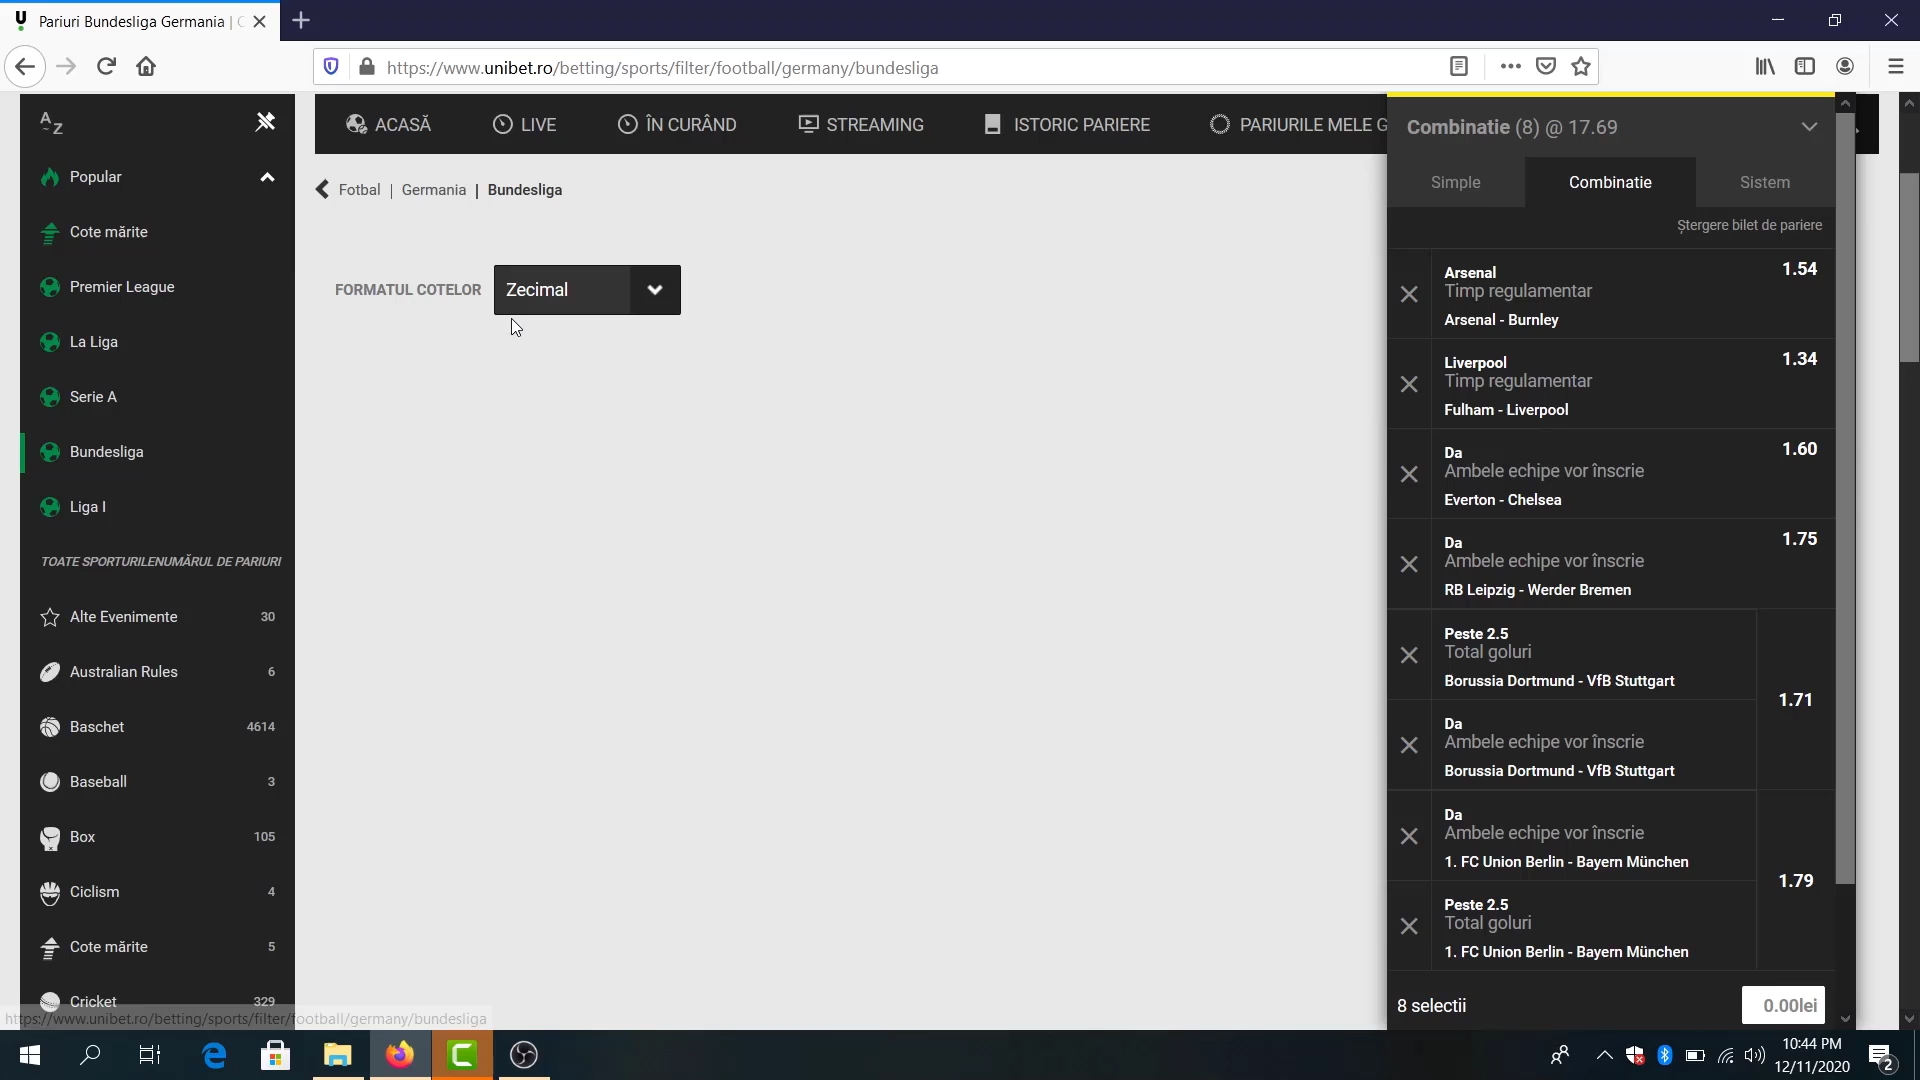 Pariuri Bundesliga Germania |
https://www.unibet.ro/betting/sports/filter/football/germany/bundesliga
A~Z
Popular
Cote mărite
Premier League
La Liga
Serie A
Bundesliga
Liga I
TOATE SPORTURILENUMĂRUL DE PARIURI
Alte Evenimente 30
Australian Rules 6
Baschet 4614
Baseball 3
Box 105
Ciclism 4
Cote mărite 5
Cricket 329
https://www.unibet.ro/betting/sports/filter/football/germany/bundesliga
ACASĂ LIVE ÎN CURÂND STREAMING ISTORIC PARIERE PARIURILE MELE G
Fotbal | Germania | Bundesliga
FORMATUL COTELOR Zecimal
Combinatie (8) @ 17.69
Simple Combinatie Sistem
Ștergere bilet de pariere
Arsenal 1.54
Timp regulamentar
Arsenal - Burnley
Liverpool 1.34
Timp regulamentar
Fulham - Liverpool
Da 1.60
Ambele echipe vor înscrie
Everton - Chelsea
Da 1.75
Ambele echipe vor înscrie
RB Leipzig - Werder Bremen
Peste 2.5
Total goluri
Borussia Dortmund - VfB Stuttgart
1.71
Da
Ambele echipe vor înscrie
Borussia Dortmund - VfB Stuttgart
Da
Ambele echipe vor înscrie
1. FC Union Berlin - Bayern München
1.79
Peste 2.5
Total goluri
1. FC Union Berlin - Bayern München
8 selectii 0.00lei
10:44 PM
12/11/2020
2